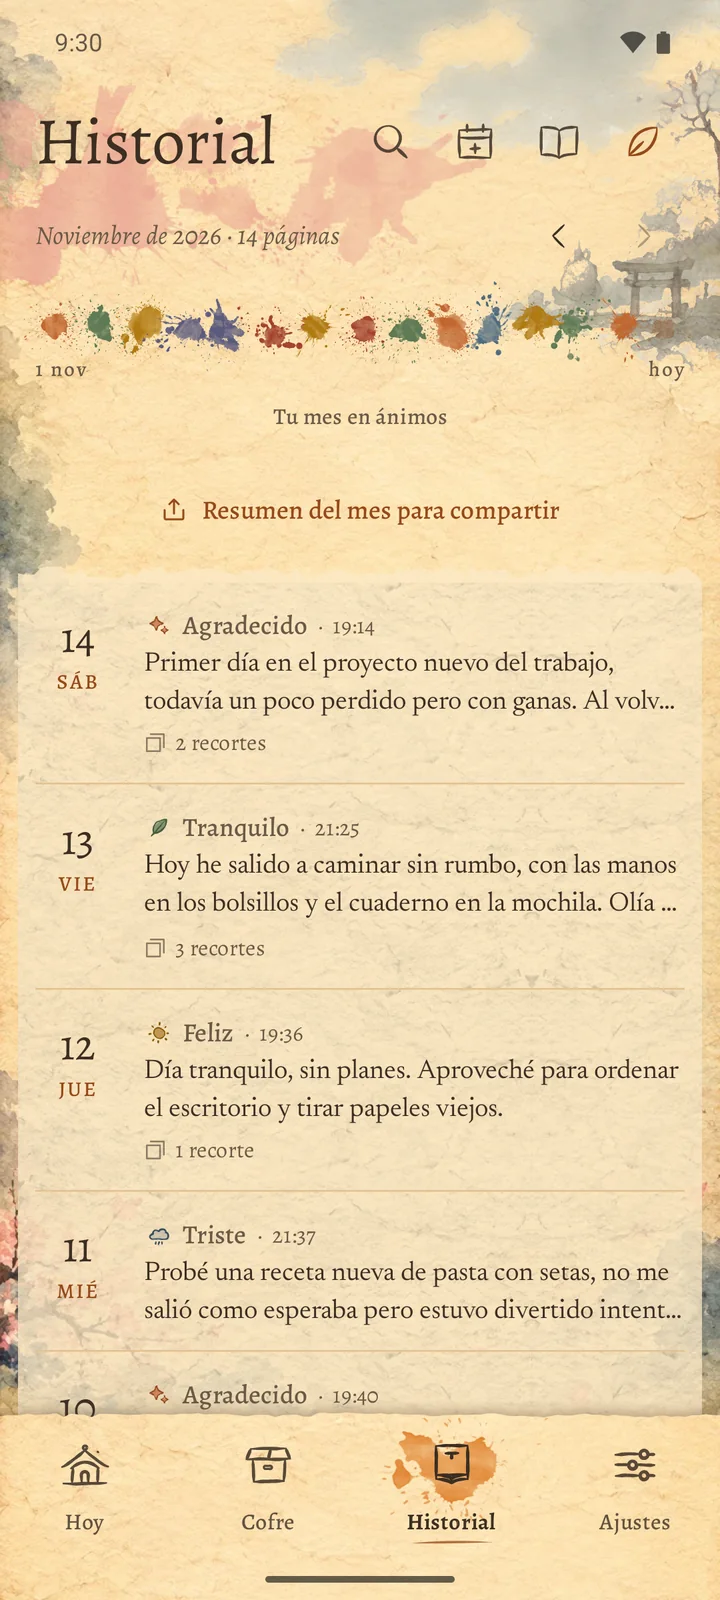 9:30
Historial
Noviembre de 2026 · 14 páginas
1 nov
hoy
Tu mes en ánimos
Resumen del mes para compartir
14
SÁB
Agradecido · 19:14
Primer día en el proyecto nuevo del trabajo,
todavía un poco perdido pero con ganas. Al volv...
2 recortes
13
VIE
Tranquilo · 21:25
Hoy he salido a caminar sin rumbo, con las manos
en los bolsillos y el cuaderno en la mochila. Olía ...
3 recortes
12
JUE
Feliz · 19:36
Día tranquilo, sin planes. Aproveché para ordenar
el escritorio y tirar papeles viejos.
1 recorte
11
MIÉ
Triste · 21:37
Probé una receta nueva de pasta con setas, no me
salió como esperaba pero estuvo divertido intent...
10
Agradecido · 19:40
Hoy
Cofre
Historial
Ajustes